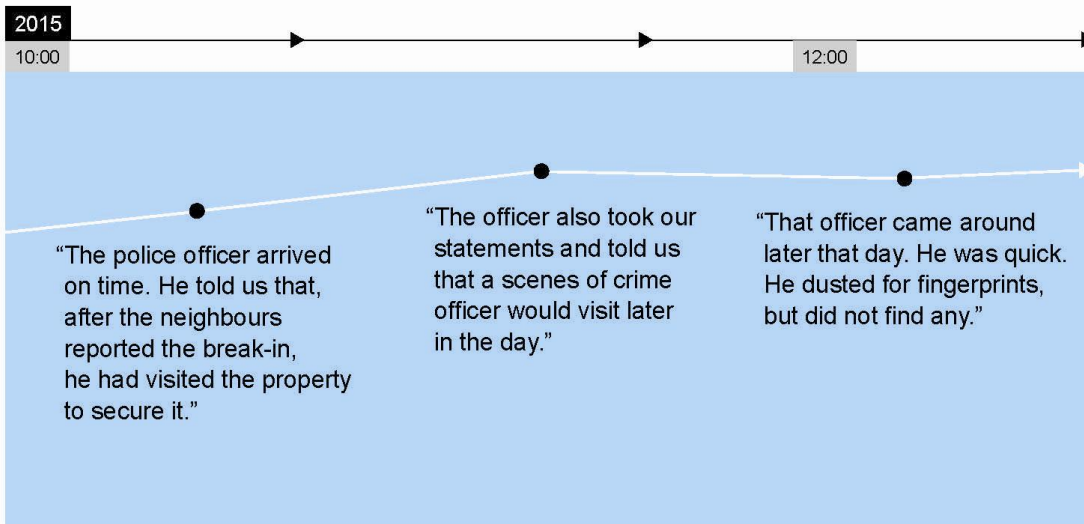 2015
10:00
12:00
“The police officer arrived
on time. He told us that,
after the neighbours
reported the break-in,
he had visited the property
to secure it.”
“The officer also took our
statements and told us
that a scenes of crime
officer would visit later
in the day.”
“That officer came around
later that day. He was quick.
He dusted for fingerprints,
but did not find any.”